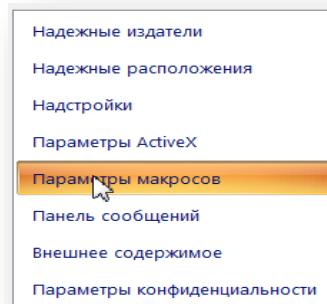 Надежные издатели
Надежные расположения
Надстройки
Параметры ActiveX
Параметры макросов
Панель сообщений
Внешнее содержимое
Параметры конфиденциальности